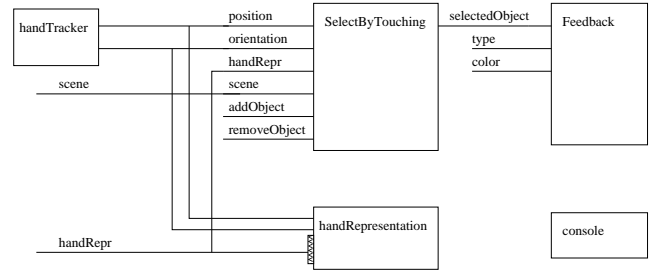 handTracker
position
orientation
handRepr
scene
scene
addObject
removeObject
SelectByTouching
selectedObject
type
color
Feedback
handRepr
handRepresentation
console